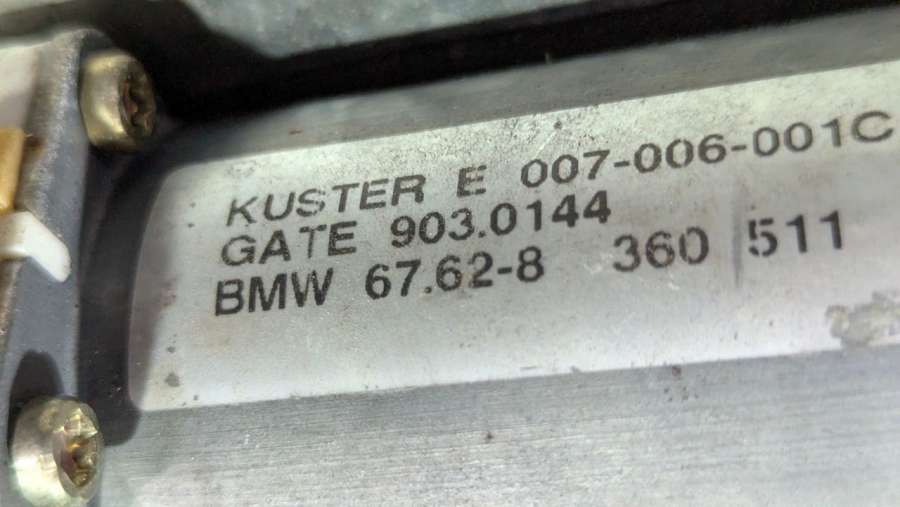 KUSTER E 007-006-001C
GATE 903.0144
BMW 67.62-8 360 511